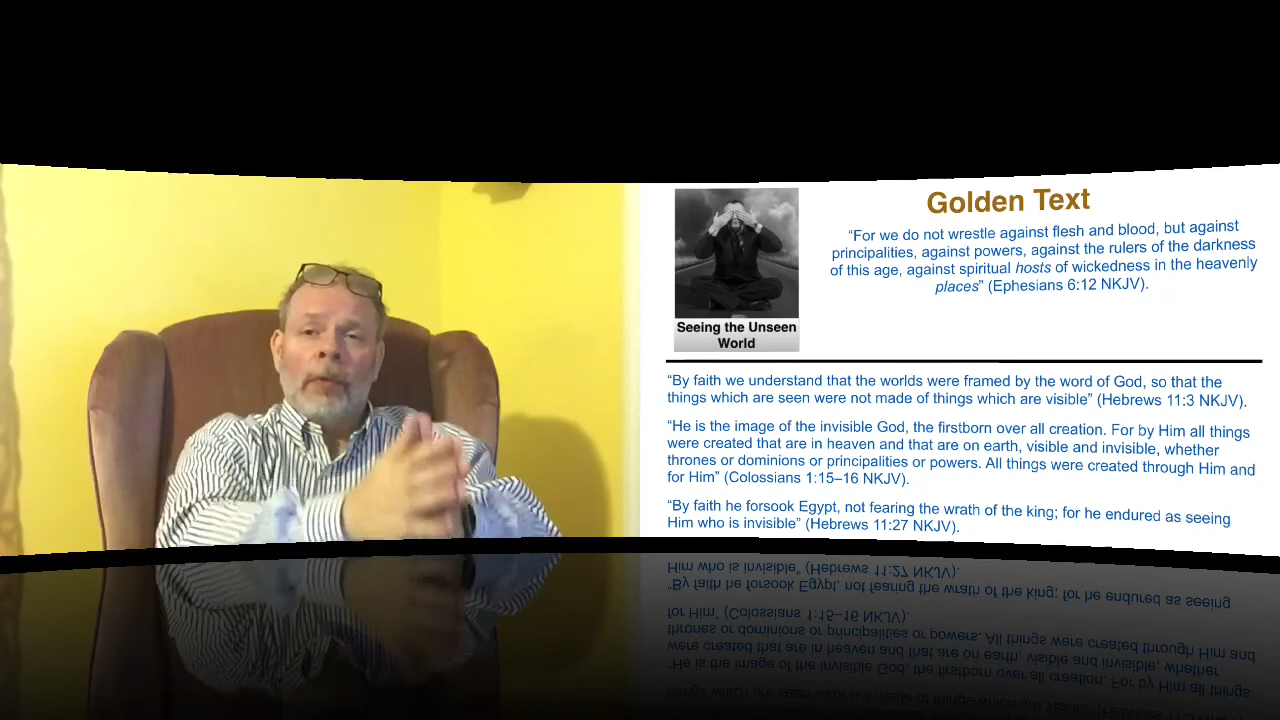 Golden Text
“For we do not wrestle against flesh and blood, but against
principalities, against powers, against the rulers of the darkness
of this age, against spiritual hosts of wickedness in the heavenly
places” (Ephesians 6:12 NKJV).
Seeing the Unseen
World
“By faith we understand that the worlds were framed by the word of God, so that the
things which are seen were not made of things which are visible” (Hebrews 11:3 NKJV).
“He is the image of the invisible God, the firstborn over all creation. For by Him all things
were created that are in heaven and that are on earth, visible and invisible, whether
thrones or dominions or principalities or powers. All things were created through Him and
for Him” (Colossians 1:15–16 NKJV).
“By faith he forsook Egypt, not fearing the wrath of the king; for he endured as seeing
Him who is invisible” (Hebrews 11:27 NKJV).